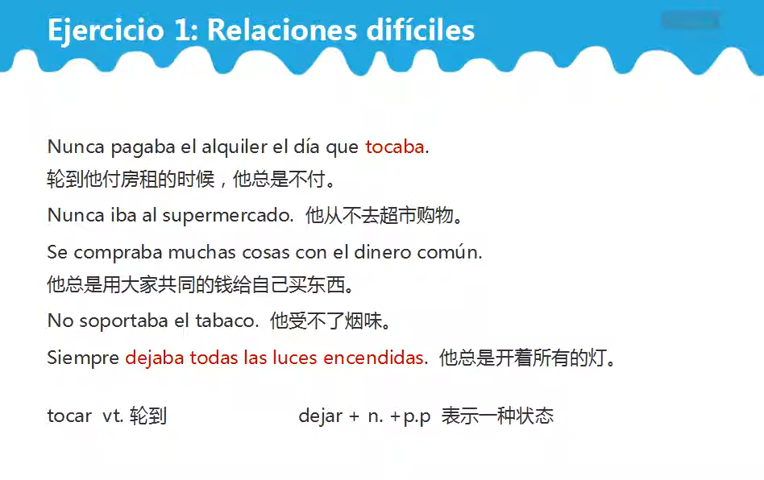 Ejercicio 1: Relaciones difíciles
Nunca pagaba el alquiler el día que tocaba.
轮到他付房租的时候，他总是不付。
Nunca iba al supermercado. 他从不去超市购物。
Se compraba muchas cosas con el dinero común.
他总是用大家共同的钱给自己买东西。
No soportaba el tabaco. 他受不了烟味。
Siempre dejaba todas las luces encendidas. 他总是开着所有的灯。
tocar vt. 轮到 dejar + n. +p.p 表示一种状态